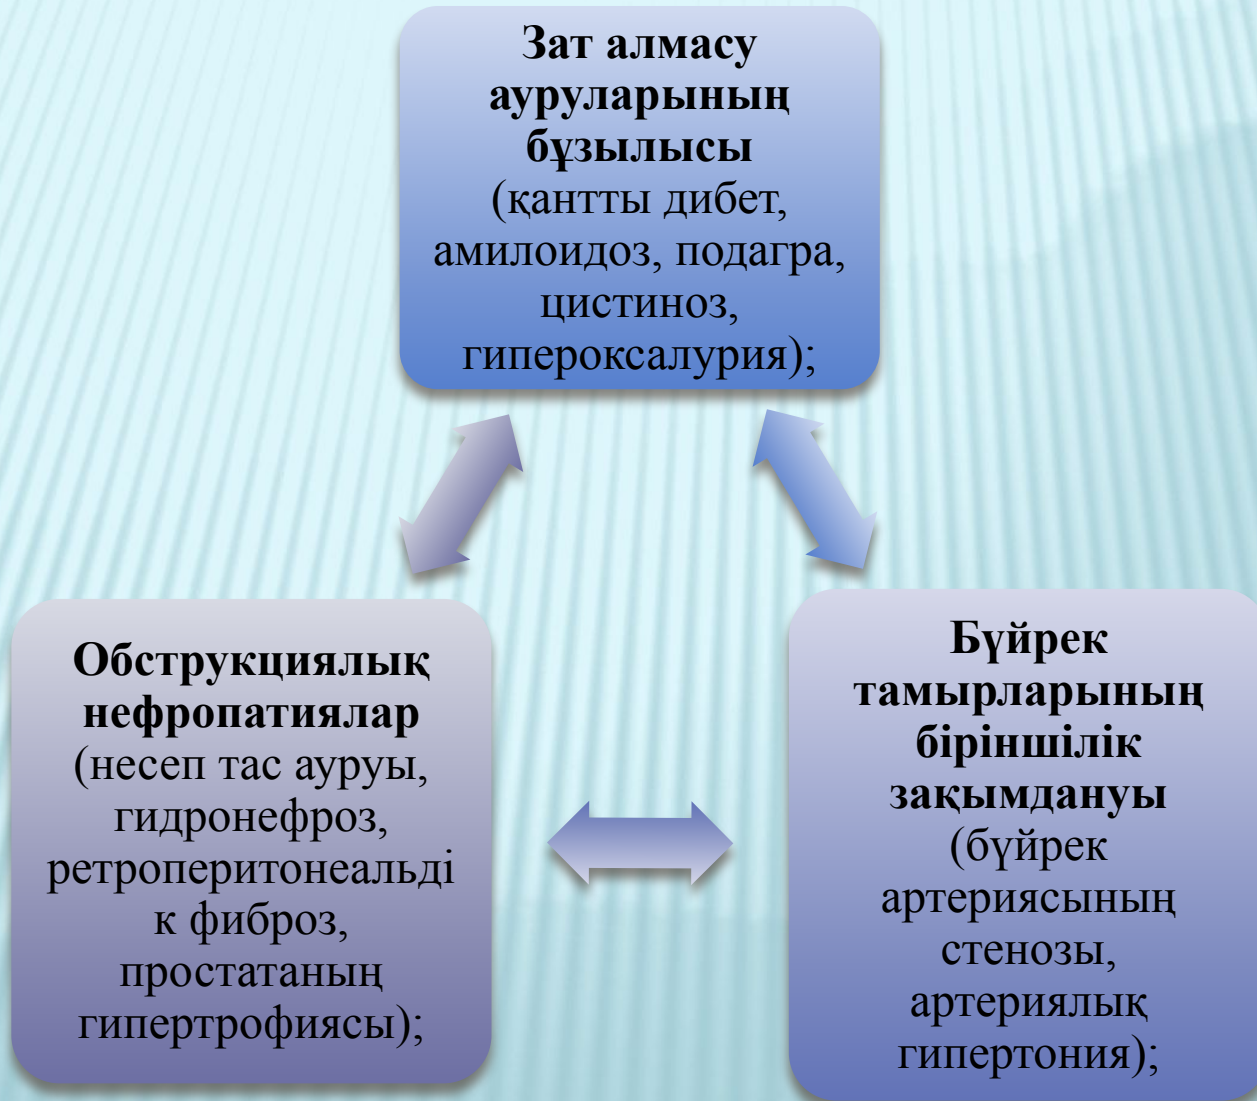 Зат алмасу
ауруларының
бұзылысы
(қантты дибет,
амилоидоз, подагра,
цистиноз,
гипероксалурия);
Обструкциялық
нефропатиялар
(несеп тас ауруы,
гидронефроз,
ретроперитонеальді
к фиброз,
простатаның
гипертрофиясы);
Бүйрек
тамырларының
біріншілік
зақымдануы
(бүйрек
артериясының
стенозы,
артериялық
гипертония);